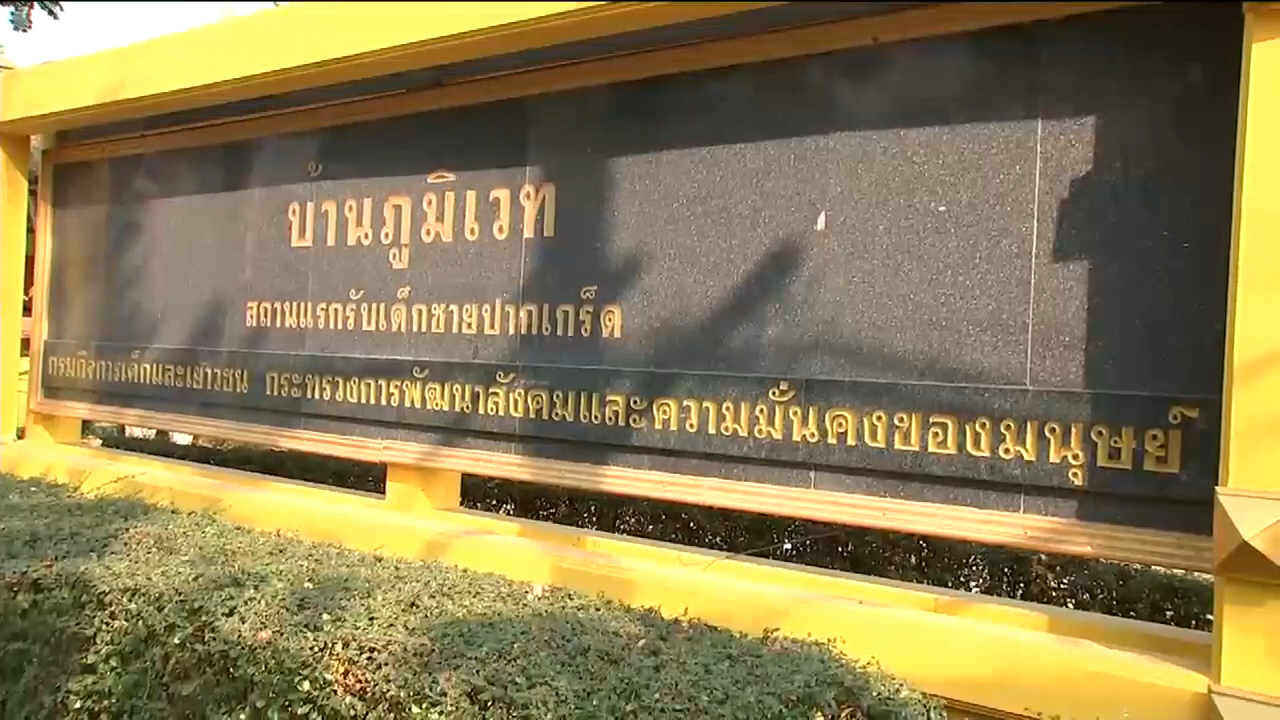 บ้านภูมิเวท
สถานแรกรับเด็กชายปากเกร็ด
กรมกิจการเด็กและเยาวชน กระทรวงการพัฒนาสังคมและความมั่นคงของมนุษย์